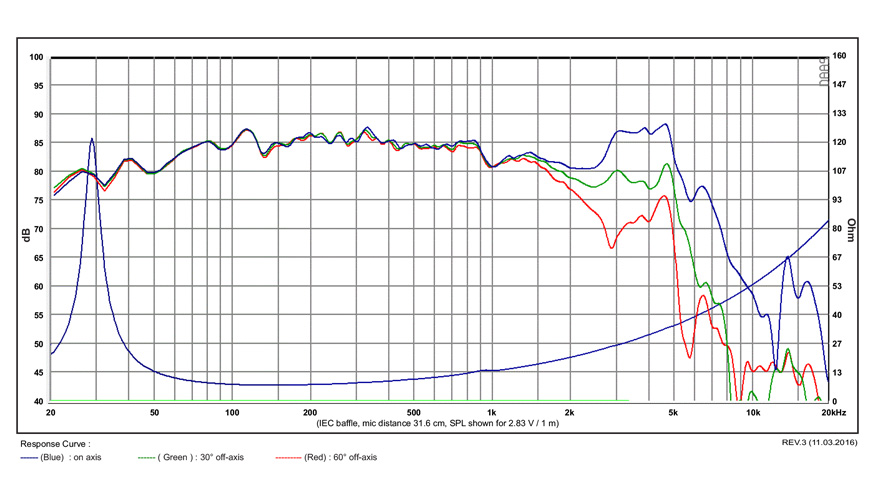 100 160
95 147
90 133
85 120
80 107
75 93
70 80
65 67
60 53
55 40
50 27
45 13
40 0
dB
Ohm
20 50 100 200 500 1k 2k 5k 10k 20kHz
(IEC baffle, mic distance 31.6 cm, SPL shown for 2.83 V / 1 m)
Response Curve : REV.3 (11.03.2016)
(Blue) : on axis ( Green ) : 30° off-axis (Red) : 60° off-axis